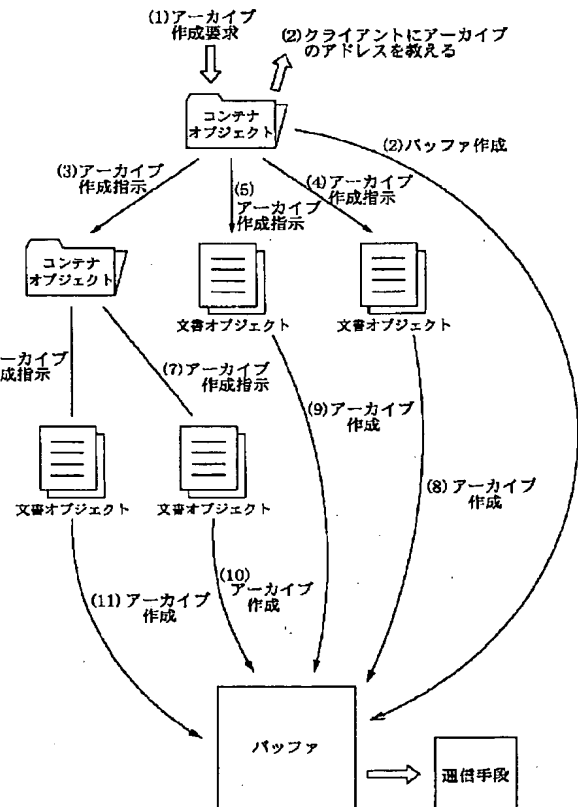 (1)アーカイブ
作成要求
(2)クライアントにアーカイブ
のアドレスを教える
コンテナ
オブジェクト
(2)バッファ作成
(3)アーカイブ
作成指示
(5)
アーカイブ
作成指示
(4)アーカイブ
作成指示
コンテナ
オブジェクト
文書オブジェクト
文書オブジェクト
ーカイブ
成指示
(7)アーカイブ
作成指示
(9)アーカイブ
作成
(8)アーカイブ
作成
文書オブジェクト
文書オブジェクト
(11)アーカイブ
作成
(10)
アーカイブ
作成
バッファ
通信手段